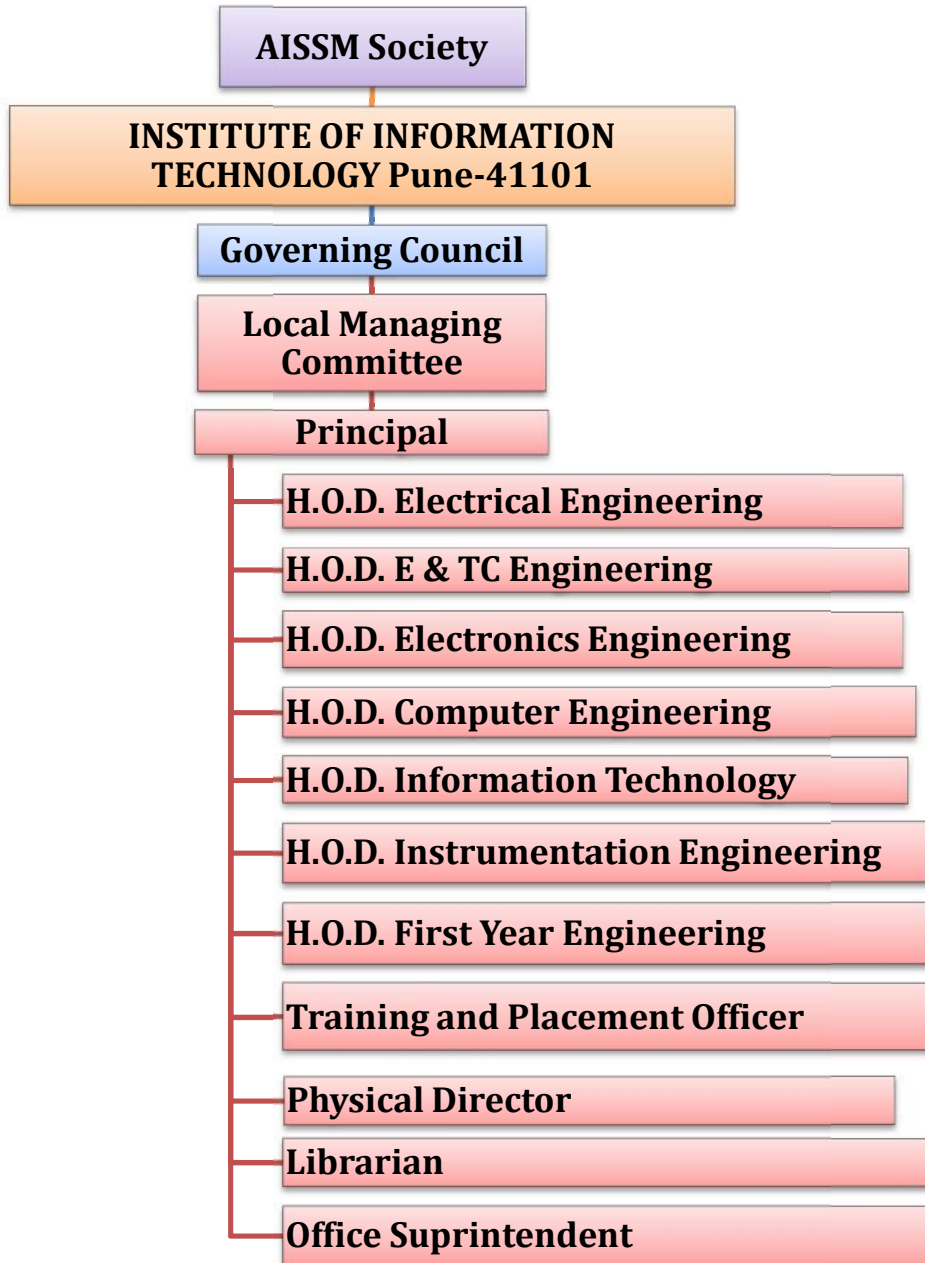 AISSM Society
INSTITUTE OF INFORMATION
TECHNOLOGY Pune-41101
Governing Council
Local Managing
Committee
Principal
H.O.D. Electrical Engineering
H.O.D. E & TC Engineering
H.O.D. Electronics Engineering
H.O.D. Computer Engineering
H.O.D. Information Technology
H.O.D. Instrumentation Engineering
H.O.D. First Year Engineering
Training and Placement Officer
Physical Director
Librarian
Office Suprintendent